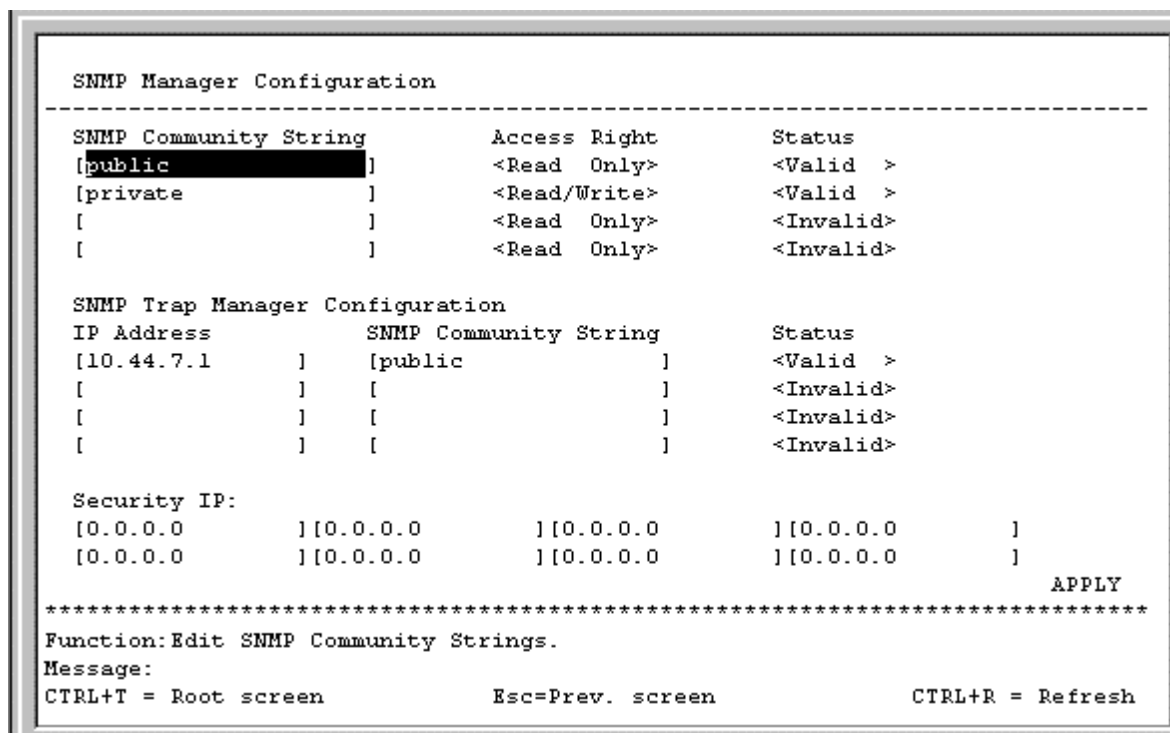 SNMP Manager Configuration
--------------------------------------------------------------------------------
SNMP Community String Access Right Status
[public ] <Read Only> <Valid >
[private ] <Read/Write> <Valid >
[ ] <Read Only> <Invalid>
[ ] <Read Only> <Invalid>
SNMP Trap Manager Configuration
IP Address SNMP Community String Status
[10.44.7.1 ] [public ] <Valid >
[ ] [ ] <Invalid>
[ ] [ ] <Invalid>
[ ] [ ] <Invalid>
Security IP:
[0.0.0.0 ][0.0.0.0 ][0.0.0.0 ][0.0.0.0 ]
[0.0.0.0 ][0.0.0.0 ][0.0.0.0 ][0.0.0.0 ]
APPLY
********************************************************************************
Function:Edit SNMP Community Strings.
Message:
CTRL+T = Root screen Esc=Prev. screen CTRL+R = Refresh